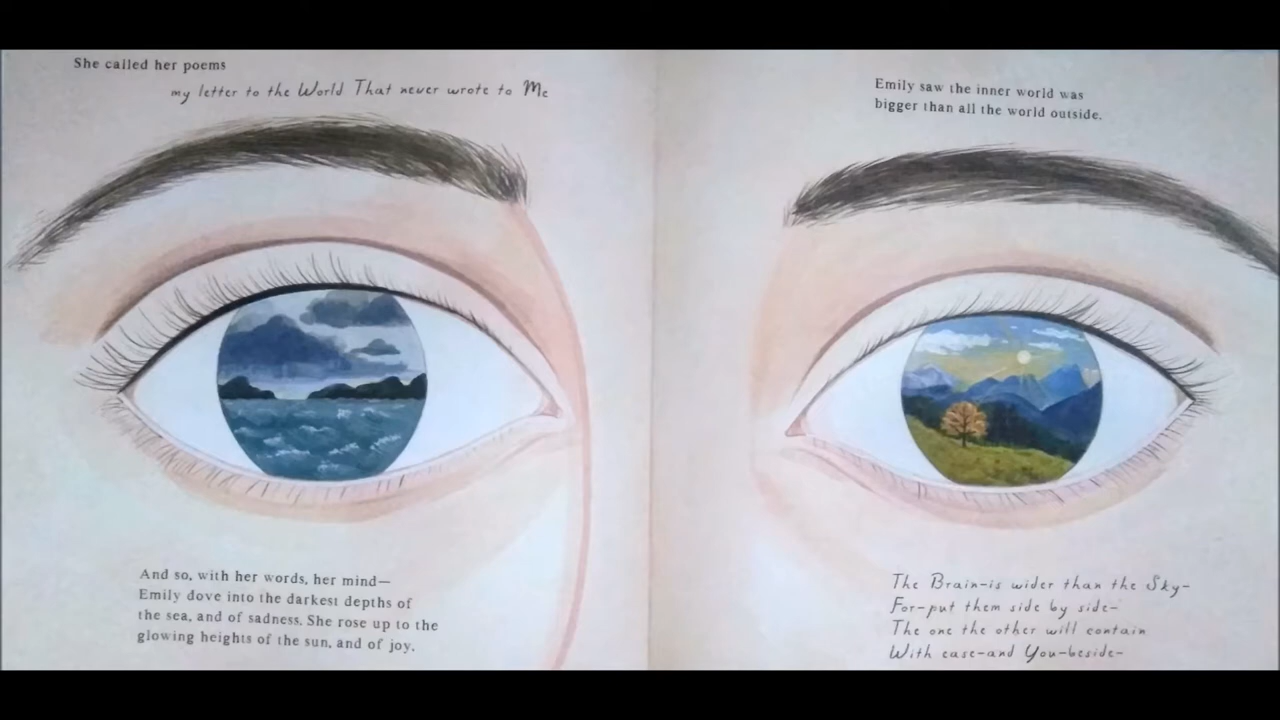 She called her poems
my letter to the World That never wrote to Me
And so, with her words, her mind—
Emily dove into the darkest depths of
the sea, and of sadness. She rose up to the
glowing heights of the sun, and of joy.
Emily saw the inner world was
bigger than all the world outside.
The Brain–is wider than the Sky–
For–put them side by side–
The one the other will contain
With ease–and You–beside–